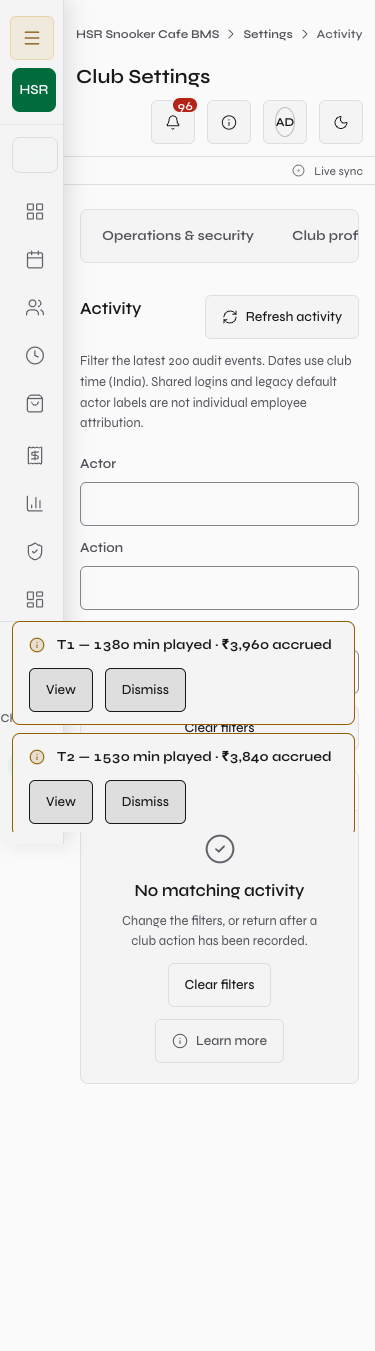 HSR Snooker Cafe BMS > Settings > Activity
HSR
Club Settings
96
AD
Live sync
Operations & security
Club prof
Activity
Refresh activity
Filter the latest 200 audit events. Dates use club
time (India). Shared logins and legacy default
actor labels are not individual employee
attribution.
Actor
Action
T1 — 1380 min played · ₹3,960 accrued
View
Dismiss
Clear filters
T2 — 1530 min played · ₹3,840 accrued
View
Dismiss
No matching activity
Change the filters, or return after a
club action has been recorded.
Clear filters
Learn more